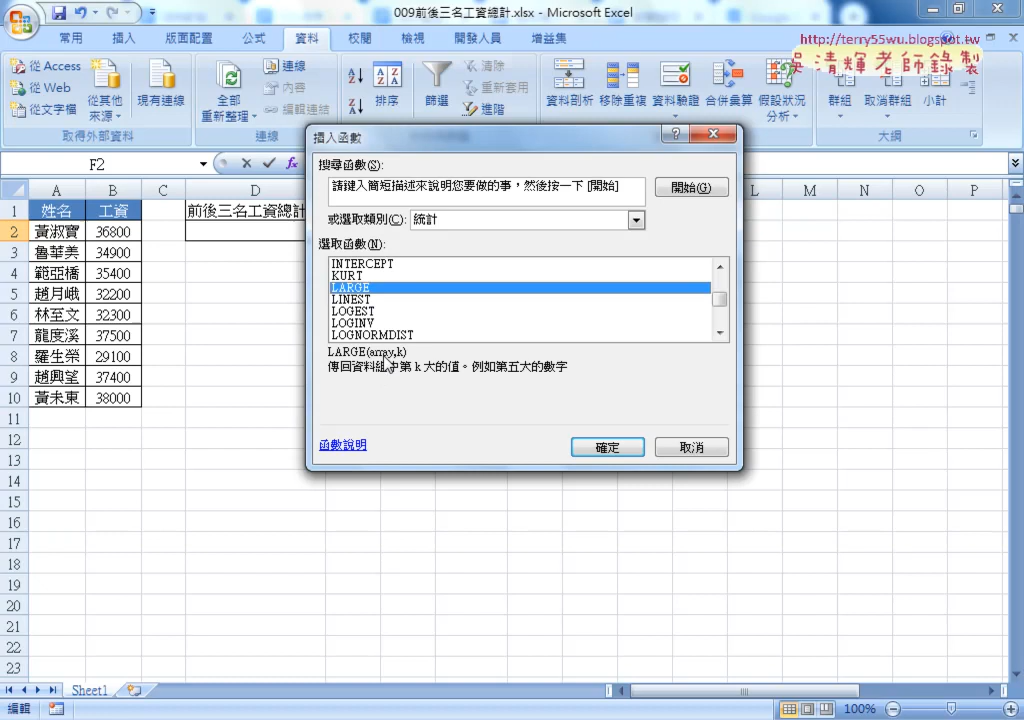 009前後三名工資總計.xlsx - Microsoft Excel
常用 插入 版面配置 公式 資料 校閱 檢視 開發人員 增益集
http://terry55wu.blogspot.tw
吳清輝老師錄製
從 Access
從 Web
從文字檔
從其他
來源
現有連線
取得外部資料
全部
重新整理
連線
內容
編輯連結
連線
排序
篩選
清除
重新套用
進階
資料剖析 移除重複 資料驗證 合併彙算 假設狀況
分析
群組 取消群組 小計
大綱
F2
fx
A B C D L M N O P
1 姓名 工資 前後三名工資總計
2 黃淑寶 36800
3 魯華美 34900
4 範亞橋 35400
5 趙月峨 32200
6 林至文 32300
7 龍度溪 37500
8 羅生榮 29100
9 趙興望 37400
10 黃未東 38000
11
12
13
14
15
16
17
18
19
20
21
22
23
插入函數
搜尋函數(S):
請鍵入簡短描述來說明您要做的事，然後按一下 [開始]
開始(G)
或選取類別(C): 統計
選取函數(N):
INTERCEPT
KURT
LARGE
LINEST
LOGEST
LOGINV
LOGNORMDIST
LARGE(array,k)
傳回資料組中第 k 大的值。例如第五大的數字
函數說明
確定
取消
Sheet1
編輯
100%